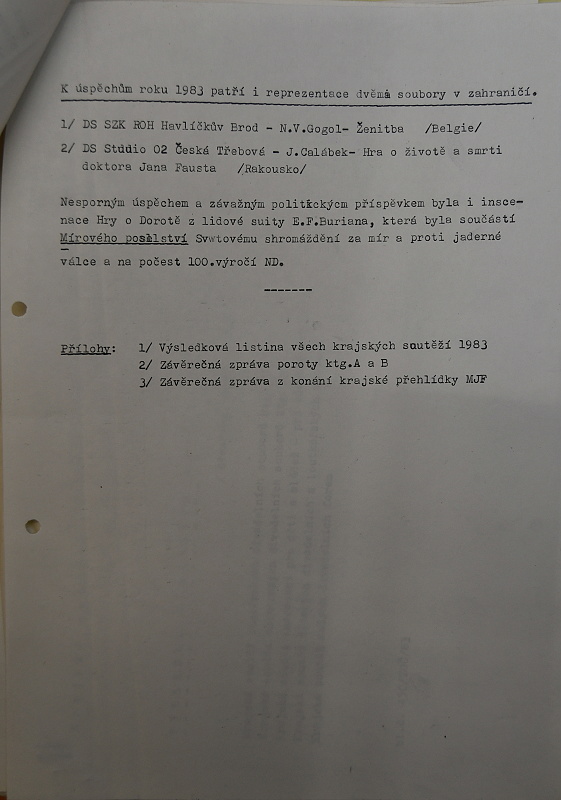 K úspěchům roku 1983 patří i reprezentace dvěma soubory v zahraničí.
1/ DS SZK ROH Havlíčkův Brod - N.V.Gogol- Ženitba /Belgie/
2/ DS Studio 02 Česká Třebová - J.Calábek- Hra o životě a smrti
doktora Jana Fausta /Rakousko/
Nesporným úspěchem a závažným politickým příspěvkem byla i insce-
nace Hry o Dorotě z lidové suity E.F.Buriana, která byla součástí
Mírového poselství Svwtovému shromáždění za mír a proti jaderné
válce a na počest 100.výročí ND.
-------
Přílohy: 1/ Výsledková listina všech krajských soutěží 1983
2/ Závěrečná zpráva poroty ktg.A a B
3/ Závěrečná zpráva z konání krajské přehlídky MJF